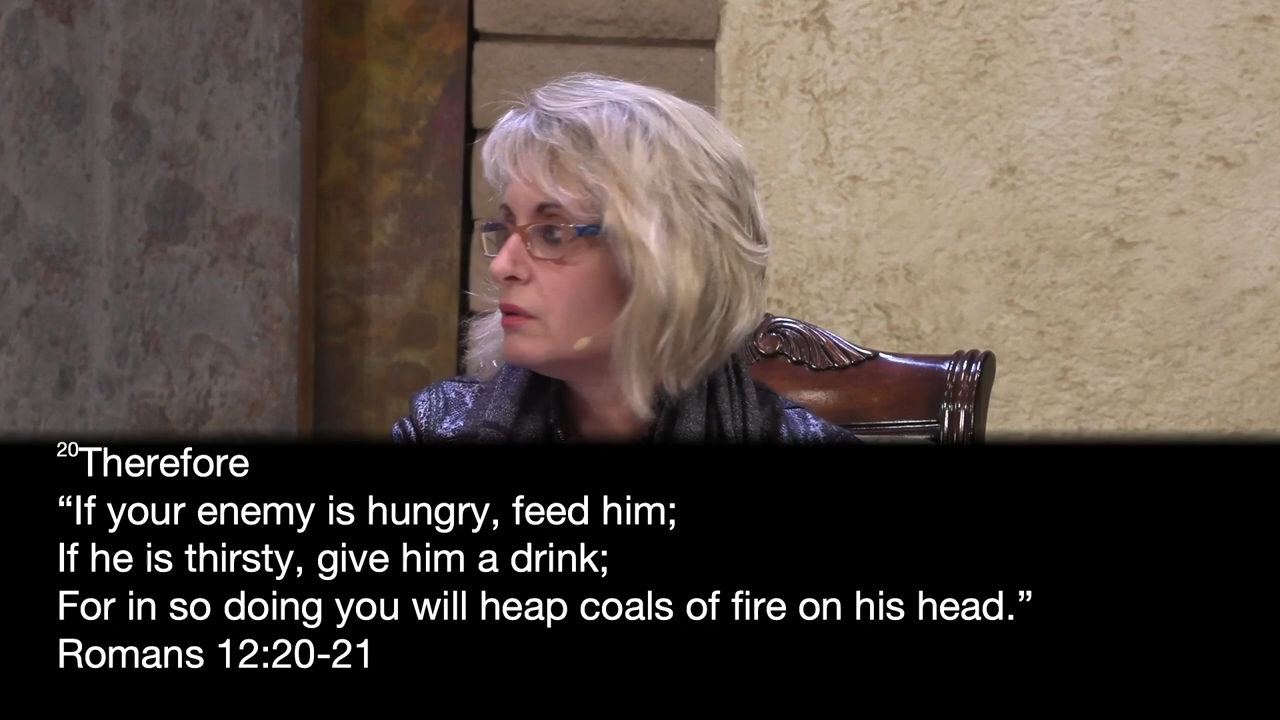 20Therefore
“If your enemy is hungry, feed him;
If he is thirsty, give him a drink;
For in so doing you will heap coals of fire on his head.”
Romans 12:20-21